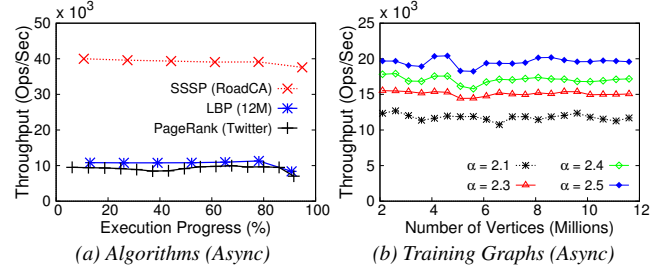 x 10³
50
40
30
20
10
0
0 20 40 60 80 100
Throughput (Ops/Sec)
Execution Progress (%)
SSSP (RoadCA)
LBP (12M)
PageRank (Twitter)
(a) Algorithms (Async)
x 10³
25
20
15
10
5
0
2 4 6 8 10 12
Throughput (Ops/Sec)
Number of Vertices (Millions)
α = 2.1
α = 2.3
α = 2.4
α = 2.5
(b) Training Graphs (Async)